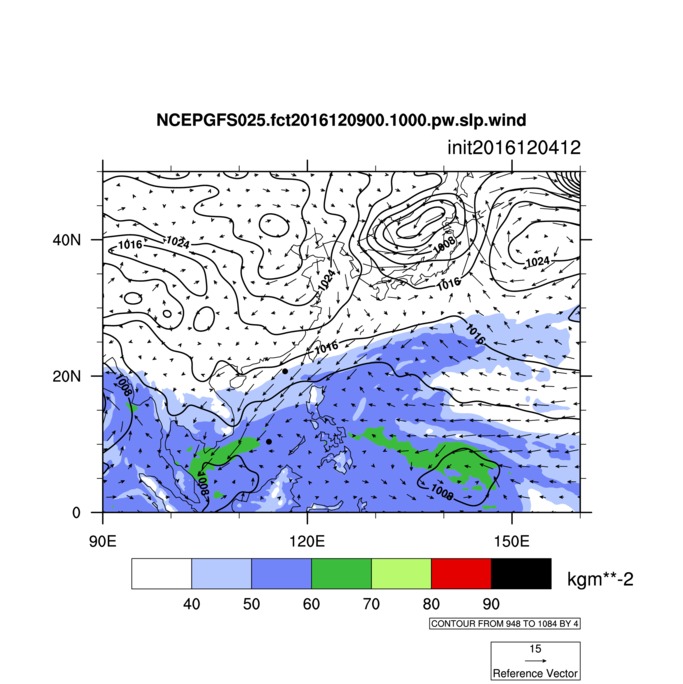 NCEPGFS025.fct2016120900.1000.pw.slp.wind
init2016120412
40N
20N
0
1016
1024
1024
1008
1016
1024
1016
1016
1008
1008
1008
90E 120E 150E
40 50 60 70 80 90
kgm**-2
CONTOUR FROM 948 TO 1084 BY 4
15
Reference Vector